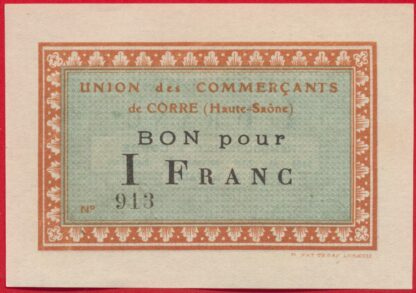 UNION des COMMERÇANTS
de CORRE (Haute-Saône)
BON pour
1 FRANC
Nº 913